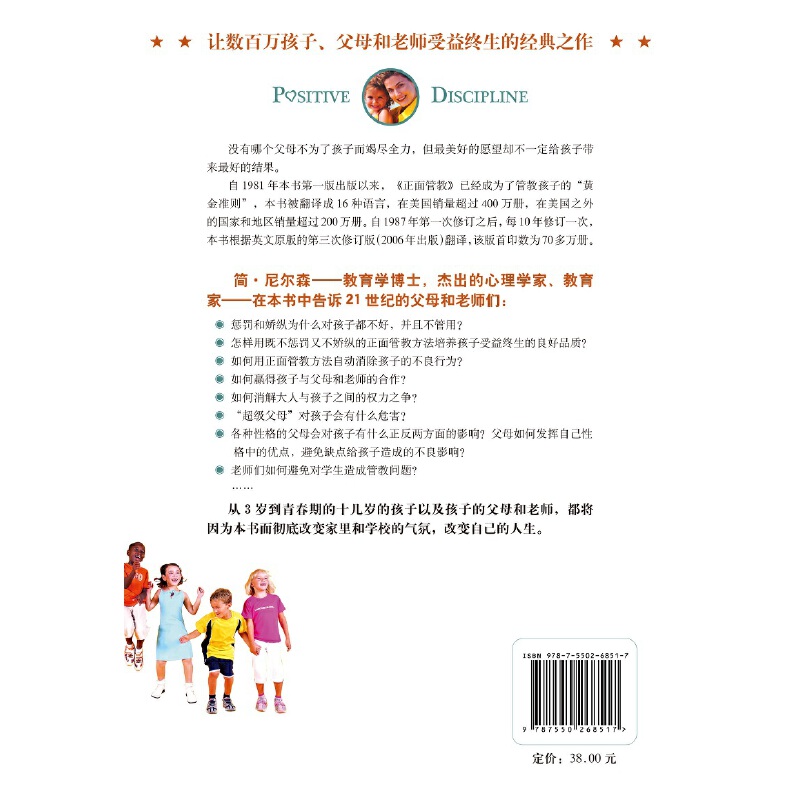 ★ ★ 让数百万孩子、父母和老师受益终生的经典之作 ★ ★
POSITIVE DISCIPLINE
没有哪个父母不为了孩子而竭尽全力，但最美好的愿望却不一定给孩子带
来最好的结果。
自 1981 年本书第一版出版以来，《正面管教》已经成为了管教孩子的“黄
金准则”，本书被翻译成 16 种语言，在美国销量超过 400 万册，在美国之外
的国家和地区销量超过 200 万册。自 1987 年第一次修订之后，每 10 年修订一次，
本书根据英文原版的第三次修订版(2006 年出版)翻译，该版首印数为 70 多万册。
简·尼尔森——教育学博士，杰出的心理学家、教育
家——在本书中告诉 21 世纪的父母和老师们：
惩罚和娇纵为什么对孩子都不好，并且不管用？
怎样用既不惩罚又不娇纵的正面管教方法培养孩子受益终生的良好品质？
如何用正面管教方法自动消除孩子的不良行为？
如何赢得孩子与父母和老师的合作？
如何消解大人与孩子之间的权力之争？
“超级父母”对孩子会有什么危害？
各种性格的父母会对孩子有什么正反两方面的影响？父母如何发挥自己性
格中的优点，避免缺点给孩子造成的不良影响？
老师们如何避免对学生造成管教问题？
……
从 3 岁到青春期的十几岁的孩子以及孩子的父母和老师，都将
因为本书而彻底改变家里和学校的气氛，改变自己的人生。
ISBN 978-7-5502-6851-7
9 787550 268517 >
定价：38.00 元